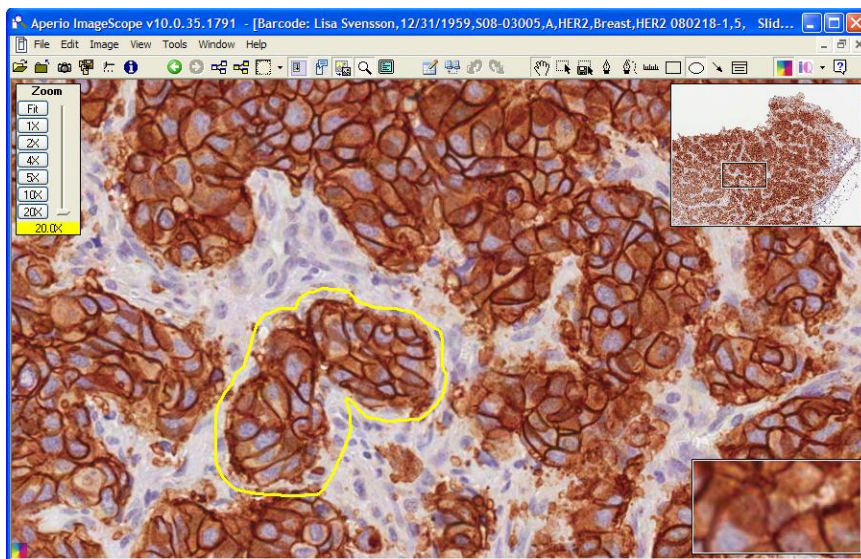 Aperio ImageScope v10.0.35.1791 - [Barcode: Lisa Svensson,12/31/1959,S08-03005,A,HER2,Breast,HER2 080218-1,5, Slid...
File Edit Image View Tools Window Help
iQ
Zoom
Fit
1X
2X
4X
5X
10X
20X
20.0X